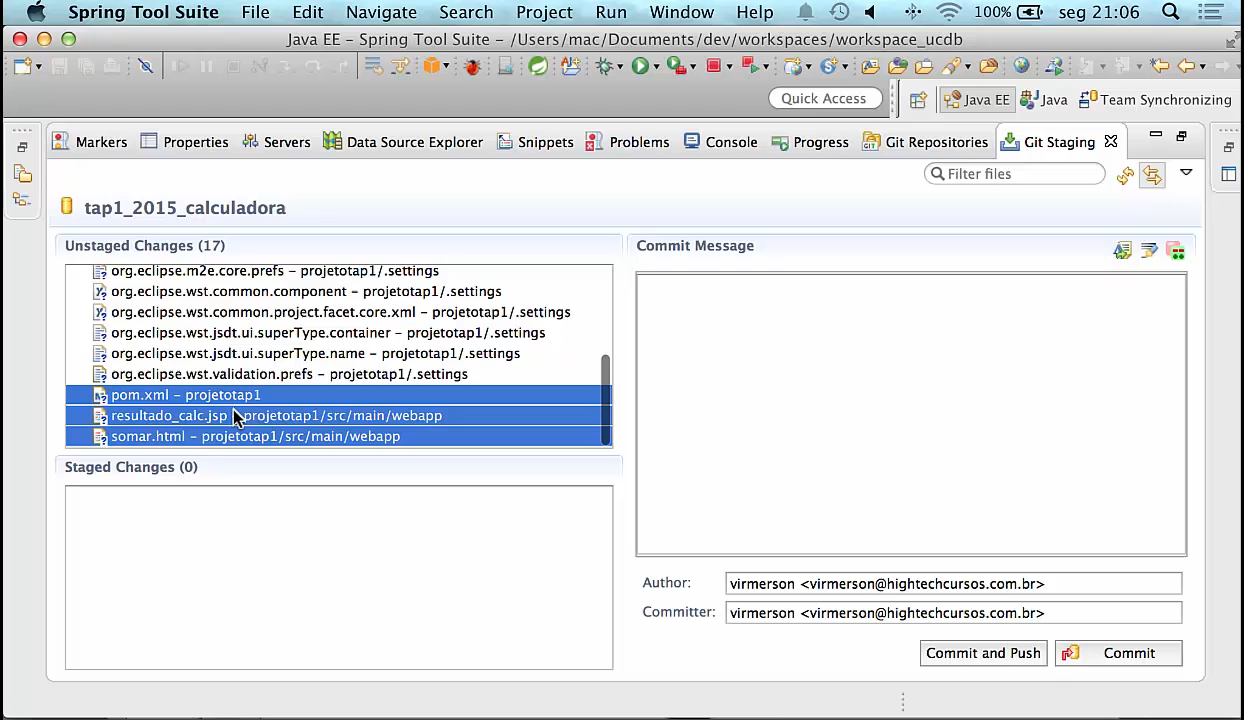 Spring Tool Suite File Edit Navigate Search Project Run Window Help 100% seg 21:06
Java EE – Spring Tool Suite – /Users/mac/Documents/dev/workspaces/workspace_ucdb
Quick Access Java EE Java Team Synchronizing
Markers Properties Servers Data Source Explorer Snippets Problems Console Progress Git Repositories Git Staging
Filter files
tap1_2015_calculadora
Unstaged Changes (17)
org.eclipse.m2e.core.prefs – projetotap1/.settings
org.eclipse.wst.common.component – projetotap1/.settings
org.eclipse.wst.common.project.facet.core.xml – projetotap1/.settings
org.eclipse.wst.jsdt.ui.superType.container – projetotap1/.settings
org.eclipse.wst.jsdt.ui.superType.name – projetotap1/.settings
org.eclipse.wst.validation.prefs – projetotap1/.settings
pom.xml – projetotap1
resultado_calc.jsp projetotap1/src/main/webapp
somar.html – projetotap1/src/main/webapp
Staged Changes (0)
Commit Message
Author: virmerson <virmerson@hightechcursos.com.br>
Committer: virmerson <virmerson@hightechcursos.com.br>
Commit and Push Commit